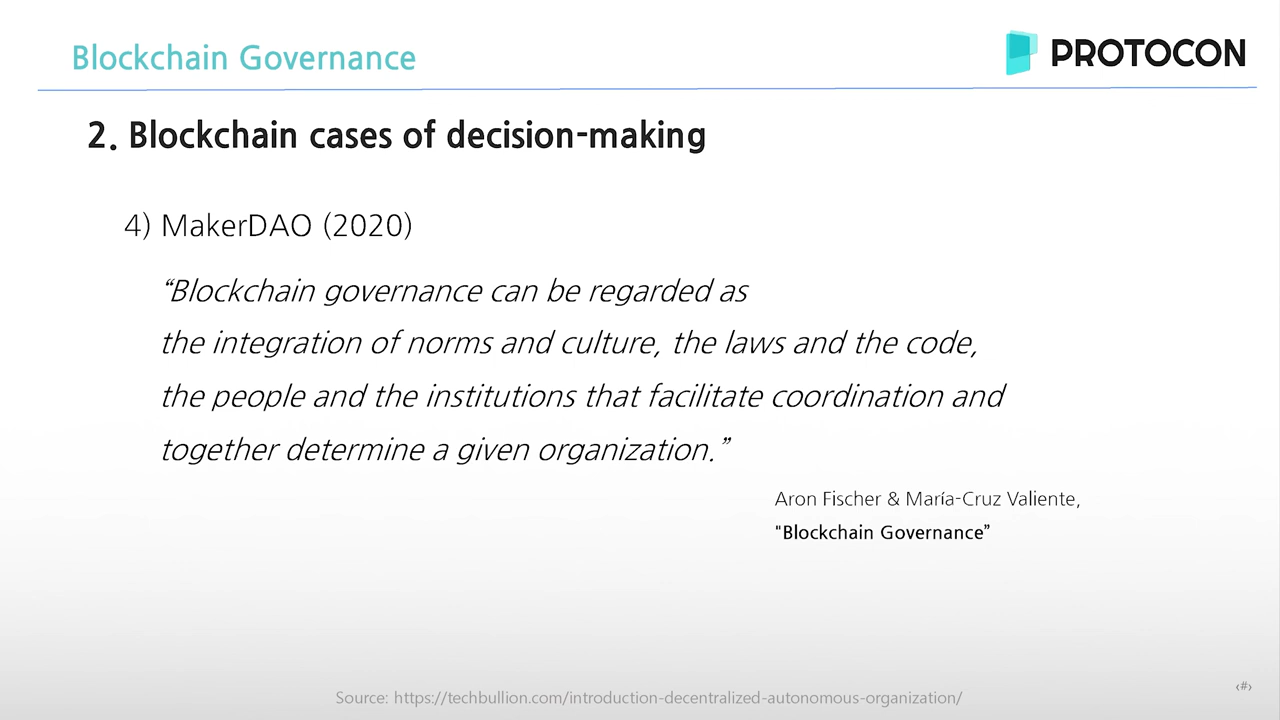 Blockchain Governance
PROTOCON
2. Blockchain cases of decision-making
4) MakerDAO (2020)
“Blockchain governance can be regarded as
the integration of norms and culture, the laws and the code,
the people and the institutions that facilitate coordination and
together determine a given organization.”
Aron Fischer & María-Cruz Valiente,
"Blockchain Governance”
Source: https://techbullion.com/introduction-decentralized-autonomous-organization/
‹#›